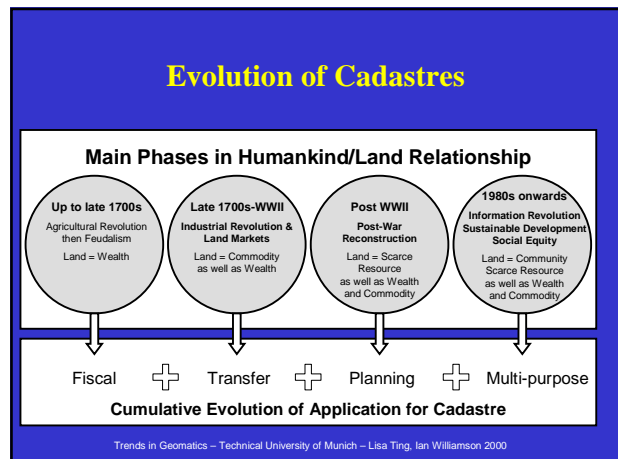 Evolution of Cadastres
Main Phases in Humankind/Land Relationship
Up to late 1700s
Agricultural Revolution
then Feudalism
Land = Wealth
Late 1700s-WWII
Industrial Revolution &
Land Markets
Land = Commodity
as well as Wealth
Post WWII
Post-War
Reconstruction
Land = Scarce
Resource
as well as Wealth
and Commodity
1980s onwards
Information Revolution
Sustainable Development
Social Equity
Land = Community
Scarce Resource
as well as Wealth
and Commodity
Fiscal + Transfer + Planning + Multi-purpose
Cumulative Evolution of Application for Cadastre
Trends in Geomatics – Technical University of Munich – Lisa Ting, Ian Williamson 2000